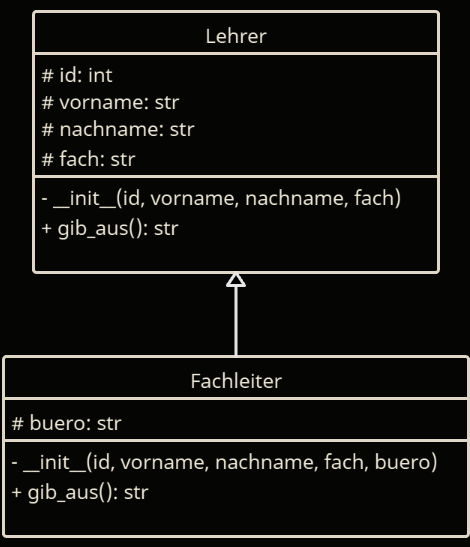 Lehrer
# id: int
# vorname: str
# nachname: str
# fach: str
- __init__(id, vorname, nachname, fach)
+ gib_aus(): str
Fachleiter
# buero: str
- __init__(id, vorname, nachname, fach, buero)
+ gib_aus(): str